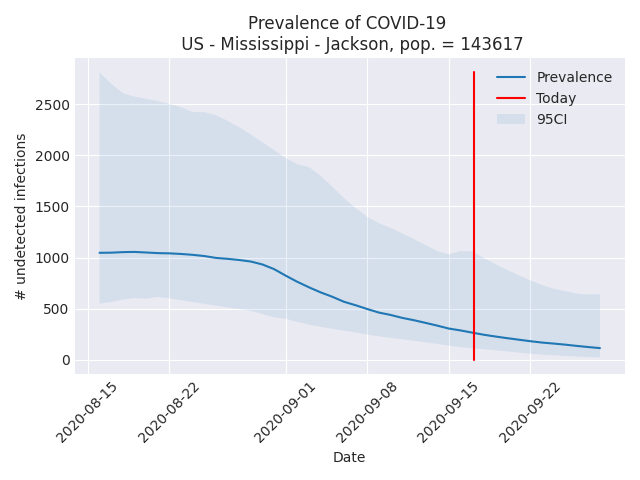 Prevalence of COVID-19
US - Mississippi - Jackson, pop. = 143617
Prevalence
Today
95CI
2500
2000
1500
1000
500
0
# undetected infections
2020-08-15
2020-08-22
2020-09-01
2020-09-08
2020-09-15
2020-09-22
Date